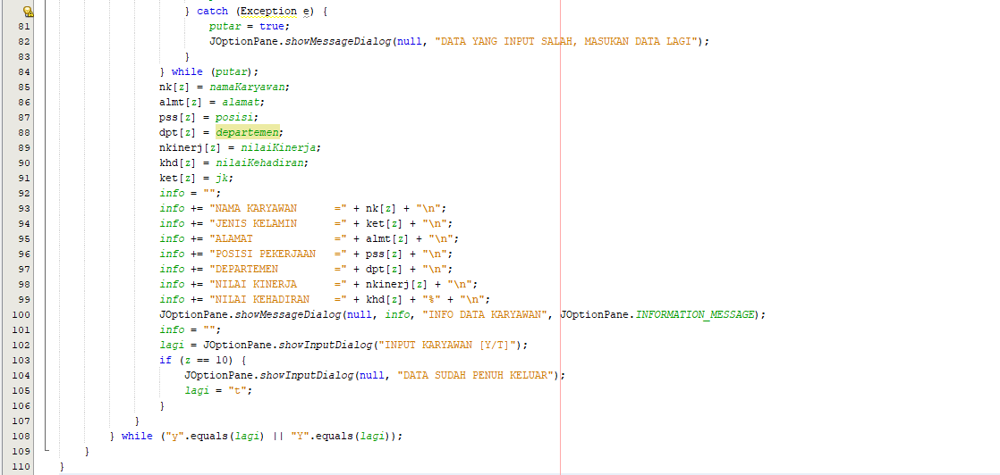 } catch (Exception e) {
81              putar = true;
82              JOptionPane.showMessageDialog(null, "DATA YANG INPUT SALAH, MASUKAN DATA LAGI");
83          }
84      } while (putar);
85      nk[z] = namaKaryawan;
86      almt[z] = alamat;
87      pss[z] = posisi;
88      dpt[z] = departemen;
89      nkinerj[z] = nilaiKinerja;
90      khd[z] = nilaiKehadiran;
91      ket[z] = jk;
92      info = "";
93      info += "NAMA KARYAWAN      =" + nk[z] + "\n";
94      info += "JENIS KELAMIN      =" + ket[z] + "\n";
95      info += "ALAMAT             =" + almt[z] + "\n";
96      info += "POSISI PEKERJAAN   =" + pss[z] + "\n";
97      info += "DEPARTEMEN         =" + dpt[z] + "\n";
98      info += "NILAI KINERJA      =" + nkinerj[z] + "\n";
99      info += "NILAI KEHADIRAN    =" + khd[z] + "%" + "\n";
100     JOptionPane.showMessageDialog(null, info, "INFO DATA KARYAWAN", JOptionPane.INFORMATION_MESSAGE);
101     info = "";
102     lagi = JOptionPane.showInputDialog("INPUT KARYAWAN [Y/T]");
103     if (z == 10) {
104         JOptionPane.showInputDialog(null, "DATA SUDAH PENUH KELUAR");
105         lagi = "t";
106     }
107 }
108 } while ("y".equals(lagi) || "Y".equals(lagi));
109 }
110 }